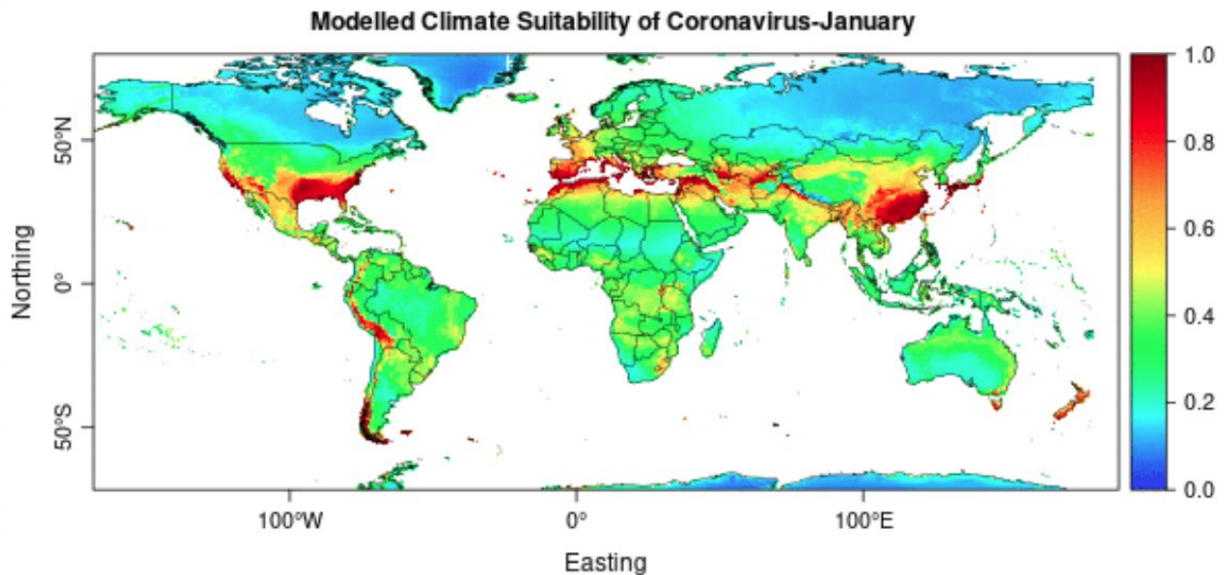 Modelled Climate Suitability of Coronavirus-January
1.0
0.8
0.6
0.4
0.2
0.0
50°N
0°
50°S
Northing
100°W
0°
100°E
Easting